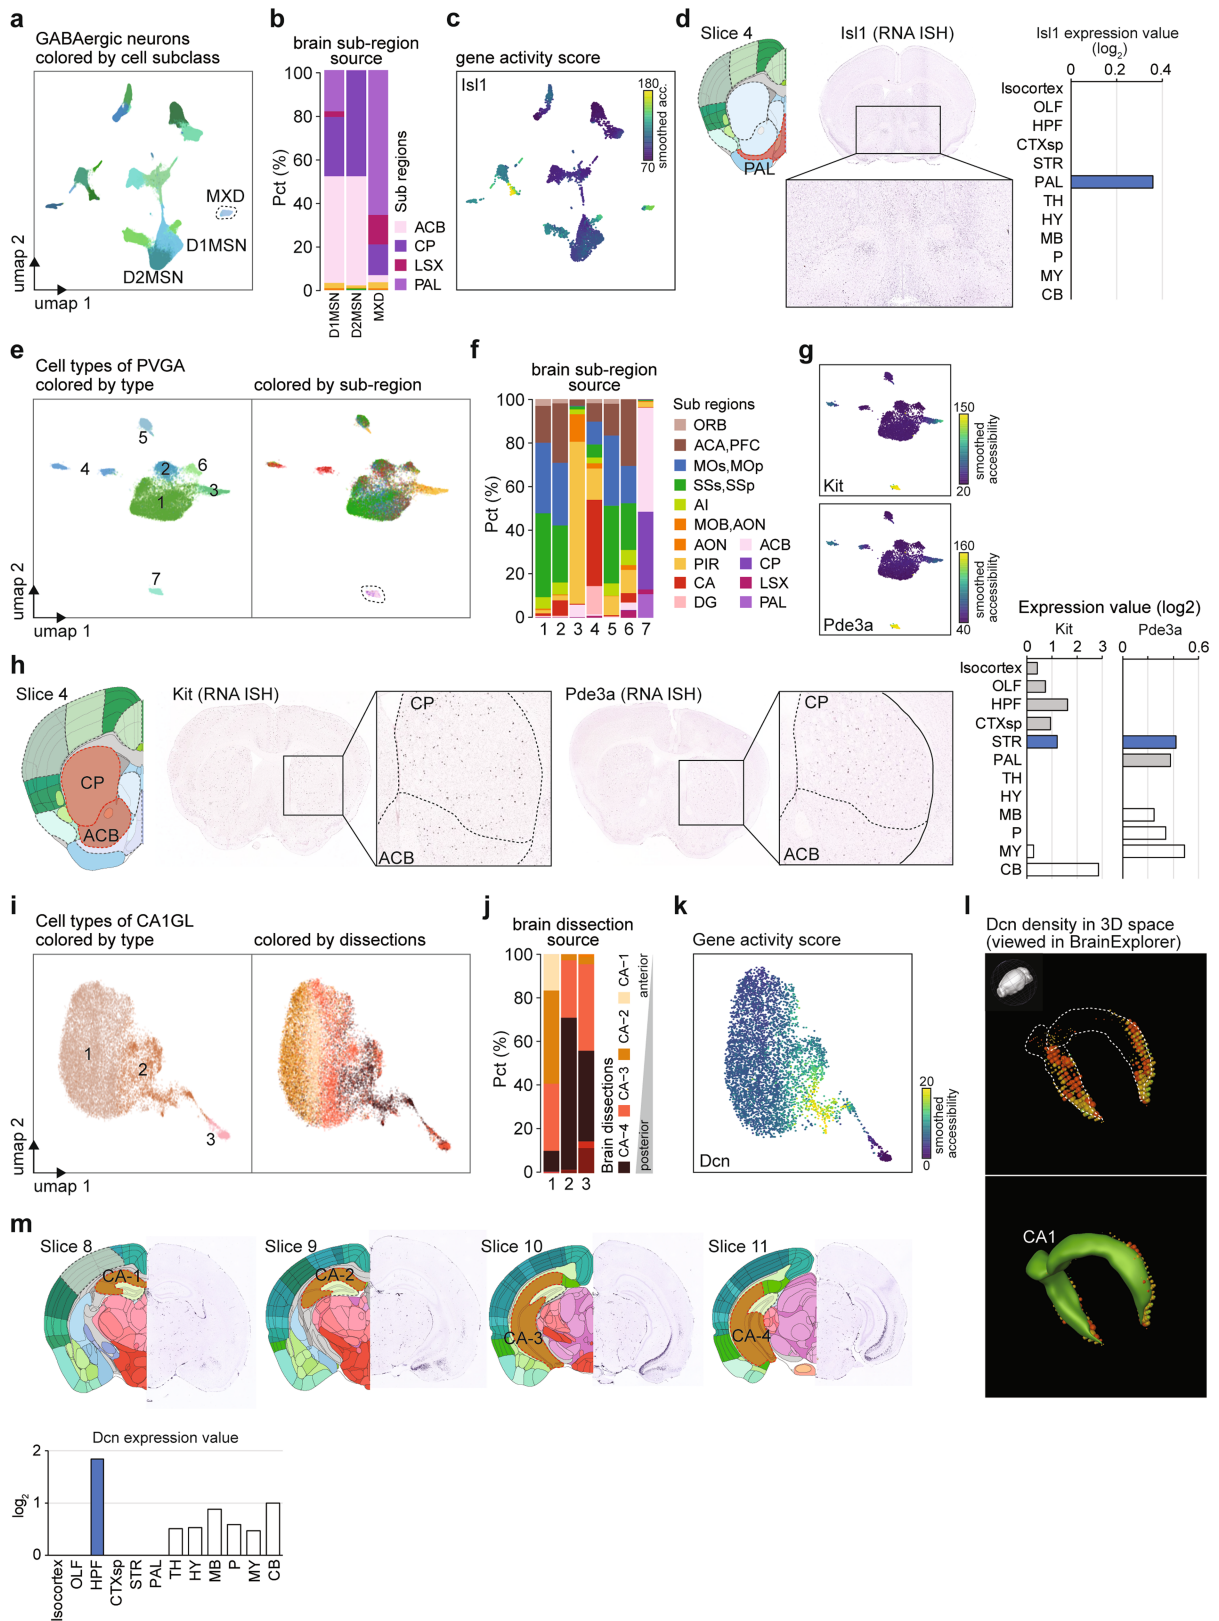 a
GABAergic neurons
colored by cell subclass
MXD
D1MSN
D2MSN
umap 2
umap 1
b
brain sub-region
source
100
80
60
40
20
0
Pct (%)
D1MSN
D2MSN
MXD
Sub regions
ACB
CP
LSX
PAL
c
gene activity score
Isl1
180
70
smoothed acc.
d
Slice 4
PAL
Isl1 (RNA ISH)
Isl1 expression value
(log2)
0 0.2 0.4
Isocortex
OLF
HPF
CTXsp
STR
PAL
TH
HY
MB
P
MY
CB
e
Cell types of PVGA
colored by type
colored by sub-region
5
4
2
6
1
3
7
umap 2
umap 1
f
brain sub-region
source
100
80
60
40
20
0
Pct (%)
1 2 3 4 5 6 7
Sub regions
ORB
ACA,PFC
MOs,MOp
SSs,SSp
AI
MOB,AON
AON ACB
PIR CP
CA LSX
DG PAL
g
Kit
150
20
smoothed
accessibility
Pde3a
160
40
smoothed
accessibility
h
Slice 4
CP
ACB
Kit (RNA ISH)
CP
ACB
Pde3a (RNA ISH)
CP
ACB
Expression value (log2)
Kit Pde3a
0 1 2 3 0 0.6
Isocortex
OLF
HPF
CTXsp
STR
PAL
TH
HY
MB
P
MY
CB
i
Cell types of CA1GL
colored by type
colored by dissections
1
2
3
umap 2
umap 1
j
brain dissection
source
100
80
60
40
20
0
Pct (%)
1 2 3
Brain dissections
CA-4 CA-3 CA-2 CA-1
posterior anterior
k
Gene activity score
Dcn
20
0
smoothed
accessibility
l
Dcn density in 3D space
(viewed in BrainExplorer)
CA1
m
Slice 8
CA-1
Slice 9
CA-2
Slice 10
CA-3
Slice 11
CA-4
Dcn expression value
2
1
0
log2
Isocortex
OLF
HPF
CTXsp
STR
PAL
TH
HY
MB
P
MY
CB